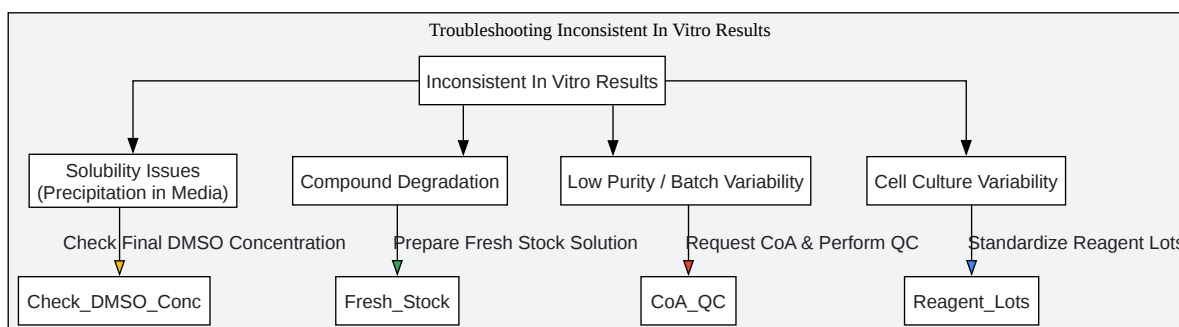 Troubleshooting Inconsistent In Vitro Results
Inconsistent In Vitro Results
Solubility Issues
(Precipitation in Media)
Compound Degradation
Low Purity / Batch Variability
Cell Culture Variability
Check Final DMSO Concentration
Prepare Fresh Stock Solution
Request CoA & Perform QC
Standardize Reagent Lots
Check_DMSO_Conc
Fresh_Stock
CoA_QC
Reagent_Lots